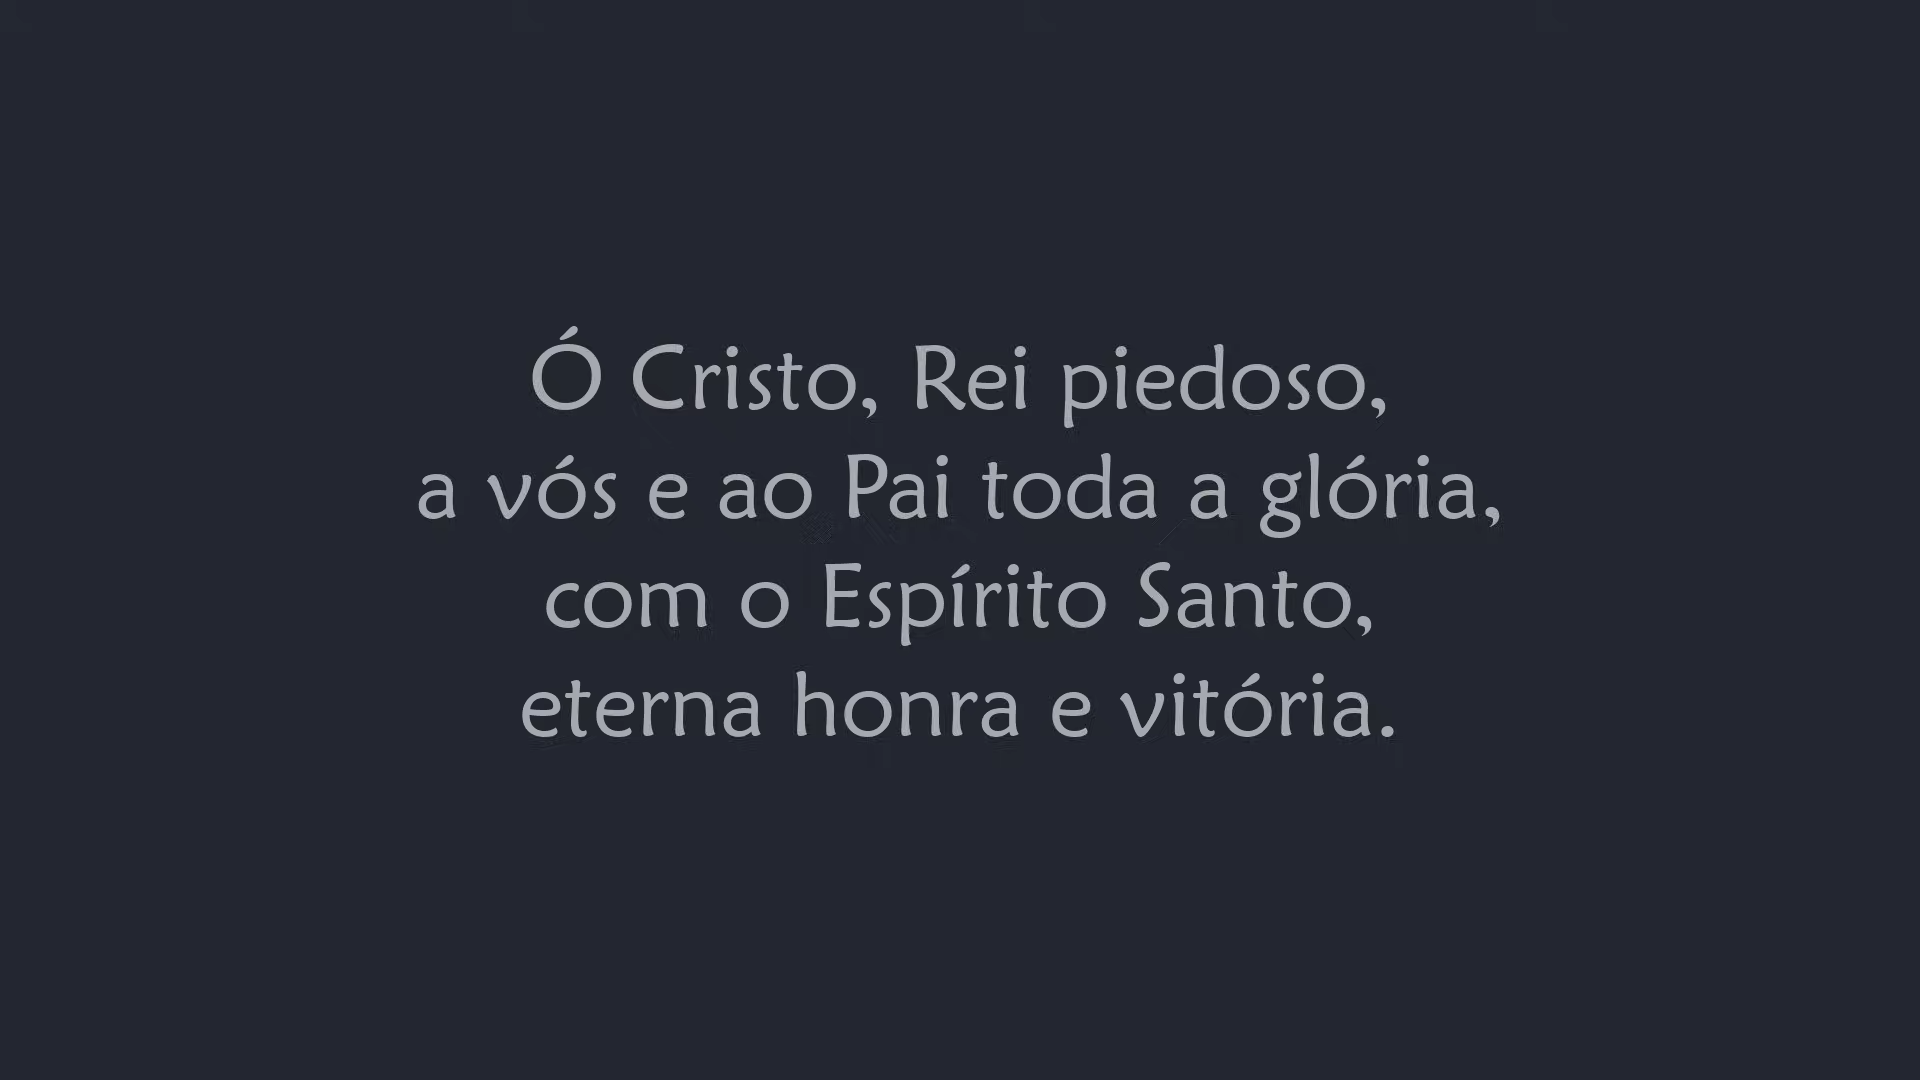 Ó Cristo, Rei piedoso,
a vós e ao Pai toda a glória,
com o Espírito Santo,
eterna honra e vitória.